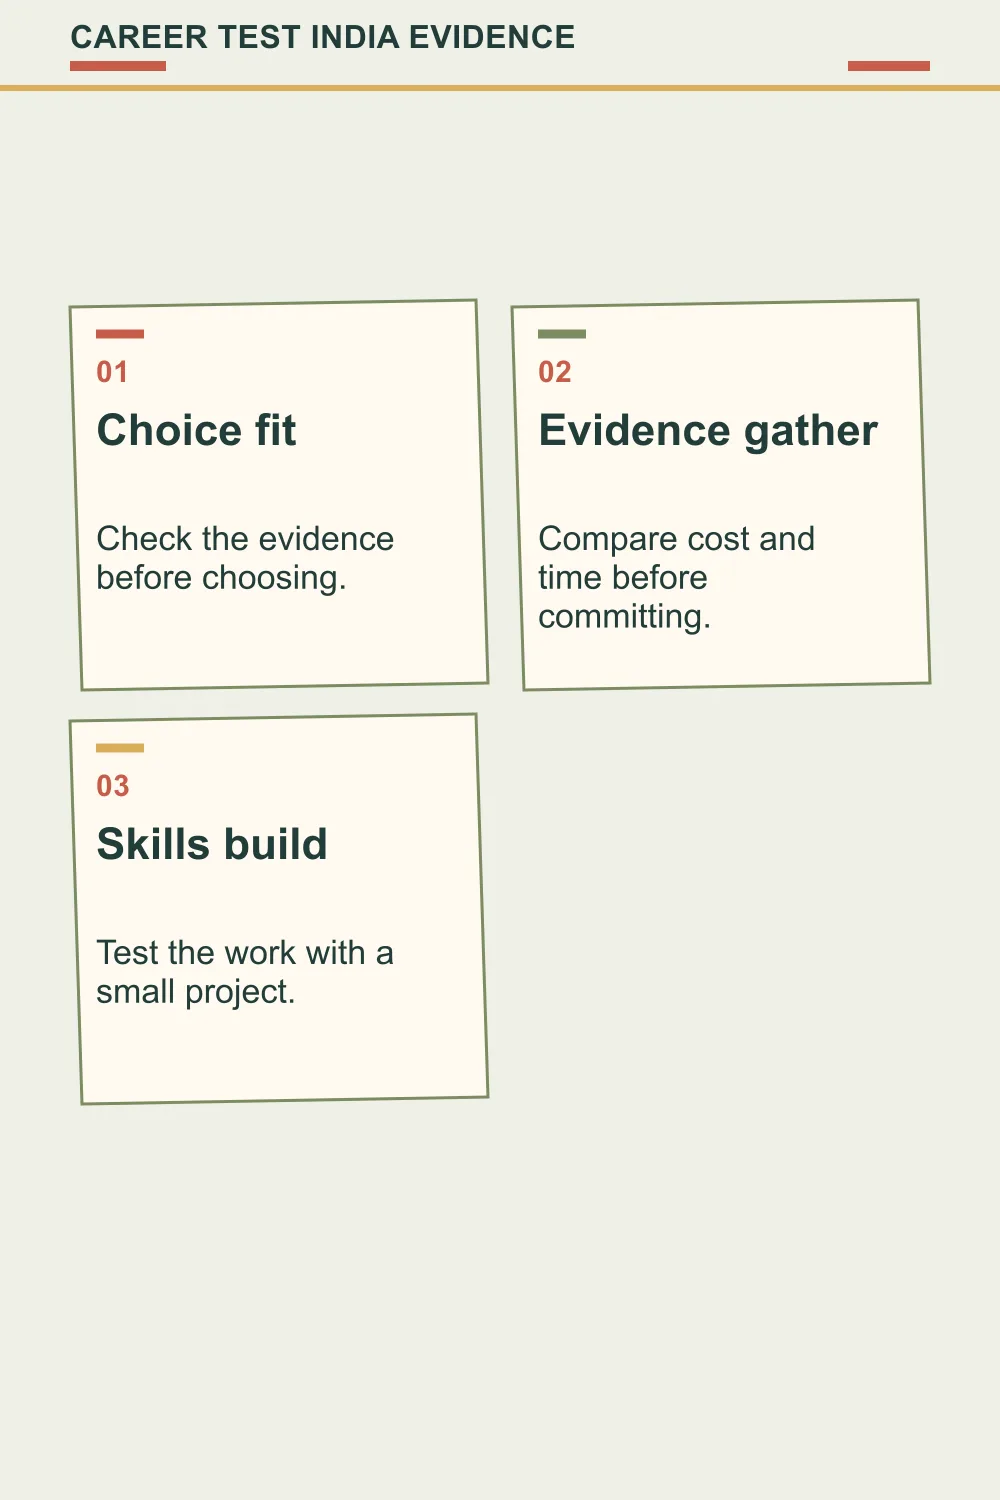 CAREER TEST INDIA EVIDENCE
01
Choice fit
Check the evidence
before choosing.
02
Evidence gather
Compare cost and
time before
committing.
03
Skills build
Test the work with a
small project.